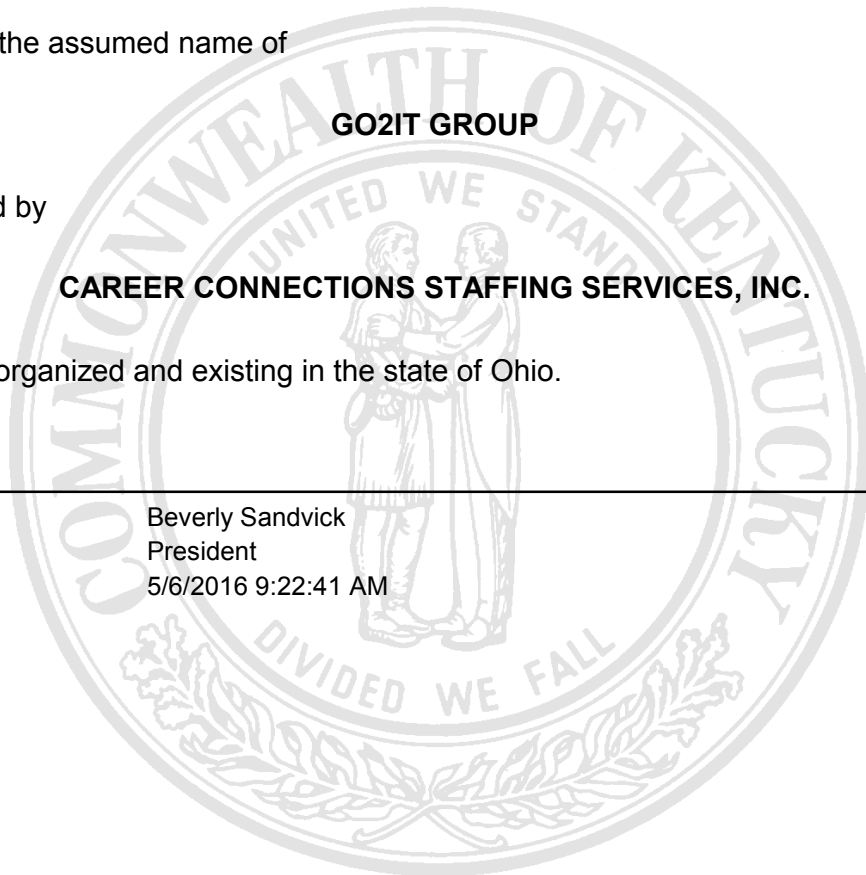 the assumed name of
GO2IT GROUP
d by
CAREER CONNECTIONS STAFFING SERVICES, INC.
organized and existing in the state of Ohio.
Beverly Sandvick
President
5/6/2016 9:22:41 AM
COMMONWEALTH OF KENTUCKY
UNITED WE STAND
DIVIDED WE FALL